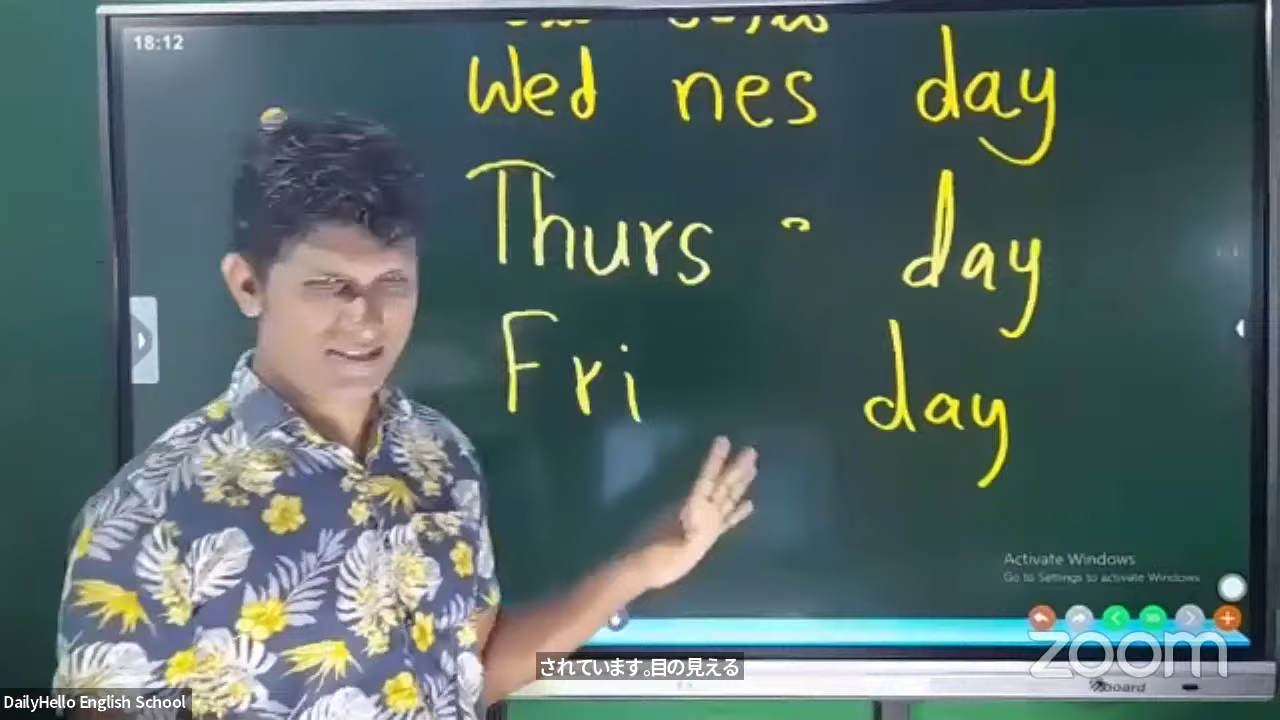 18:12
Wed nes day
Thurs day
Fri day
Activate Windows
Go to Settings to activate Windows
zoom
board
されています。目の見える
DailyHello English School